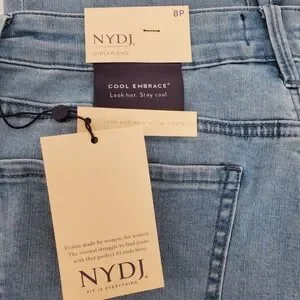 8P
NYDJ
GIRLFRIEND
COOL EMBRACE®
Look hot. Stay cool
Denim made by women, for women
The eternal struggle to find jeans
with that perfect fit ends here.
NYDJ
FIT IS EVERYTHING